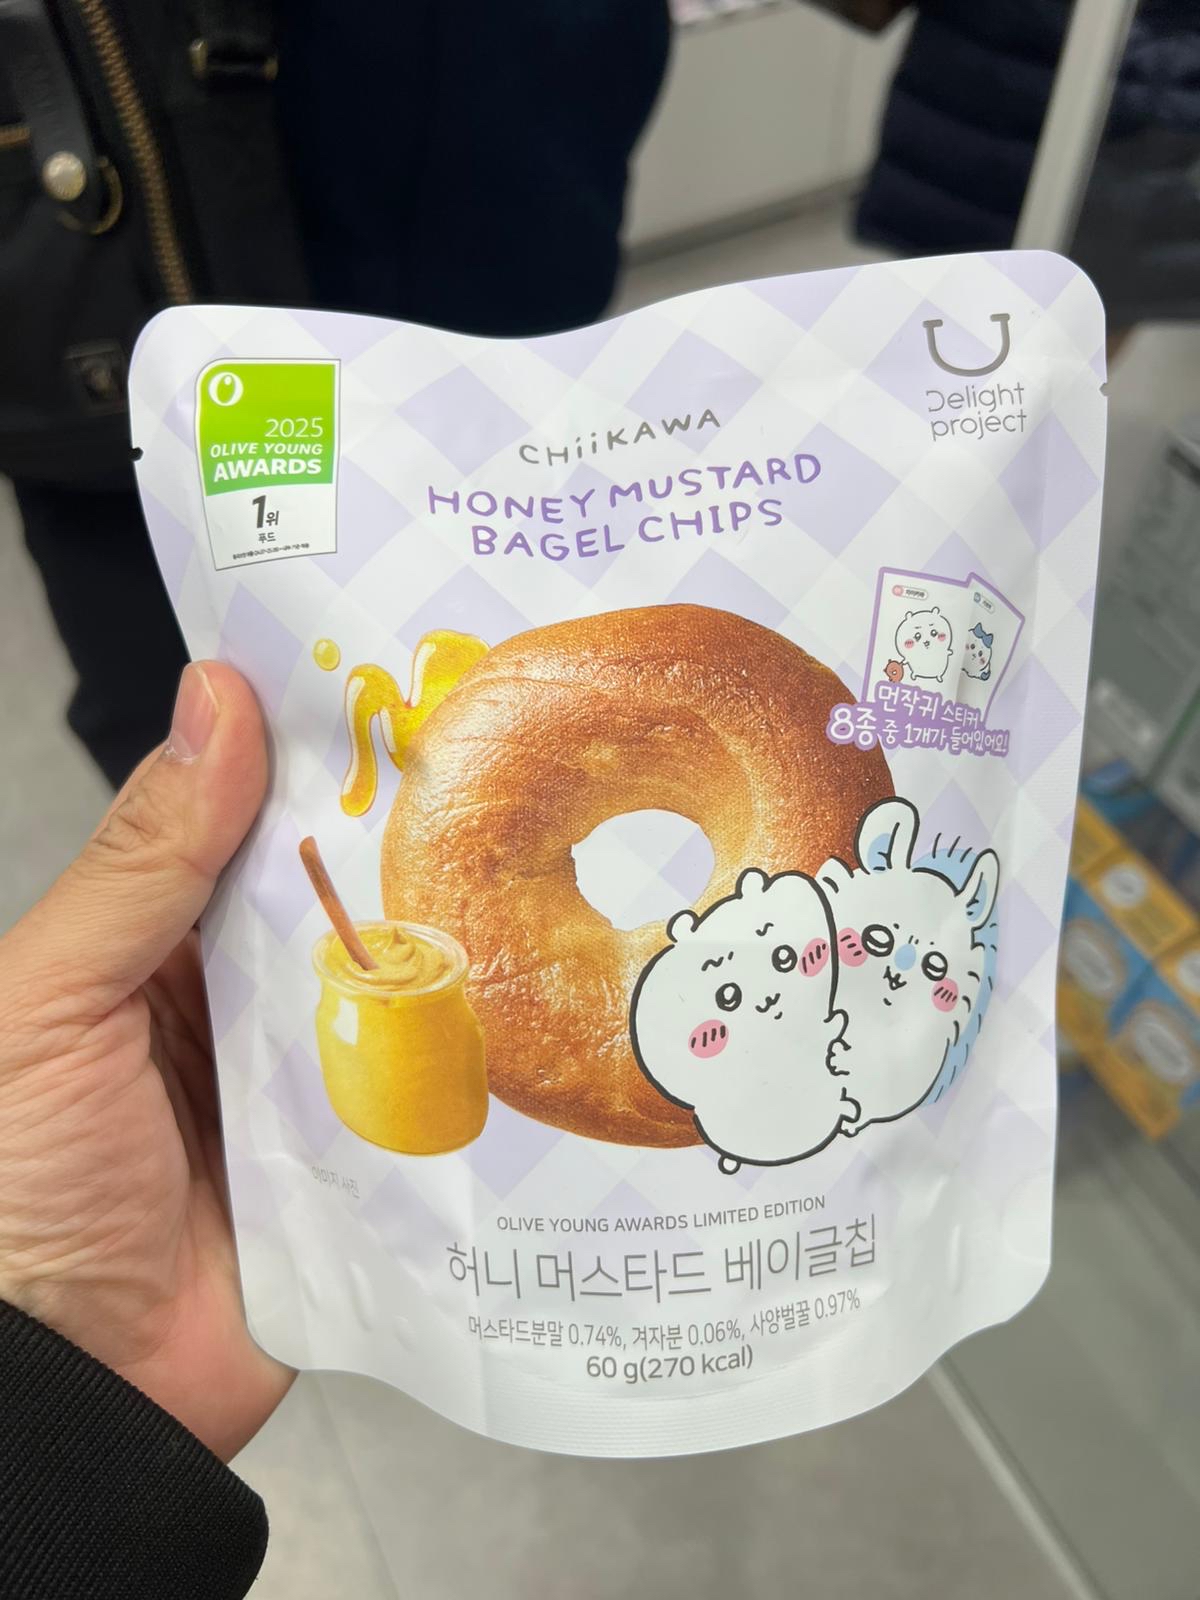 2025
OLIVE YOUNG
AWARDS
1위
푸드
Delight
project
CHiiKAWA
HONEY MUSTARD
BAGEL CHIPS
먼작귀 스티커
8종 중 1개가 들어있어요!
이미지 사진
OLIVE YOUNG AWARDS LIMITED EDITION
허니 머스타드 베이글칩
머스타드분말 0.74%, 겨자분 0.06%, 사양벌꿀 0.97%
60 g(270 kcal)